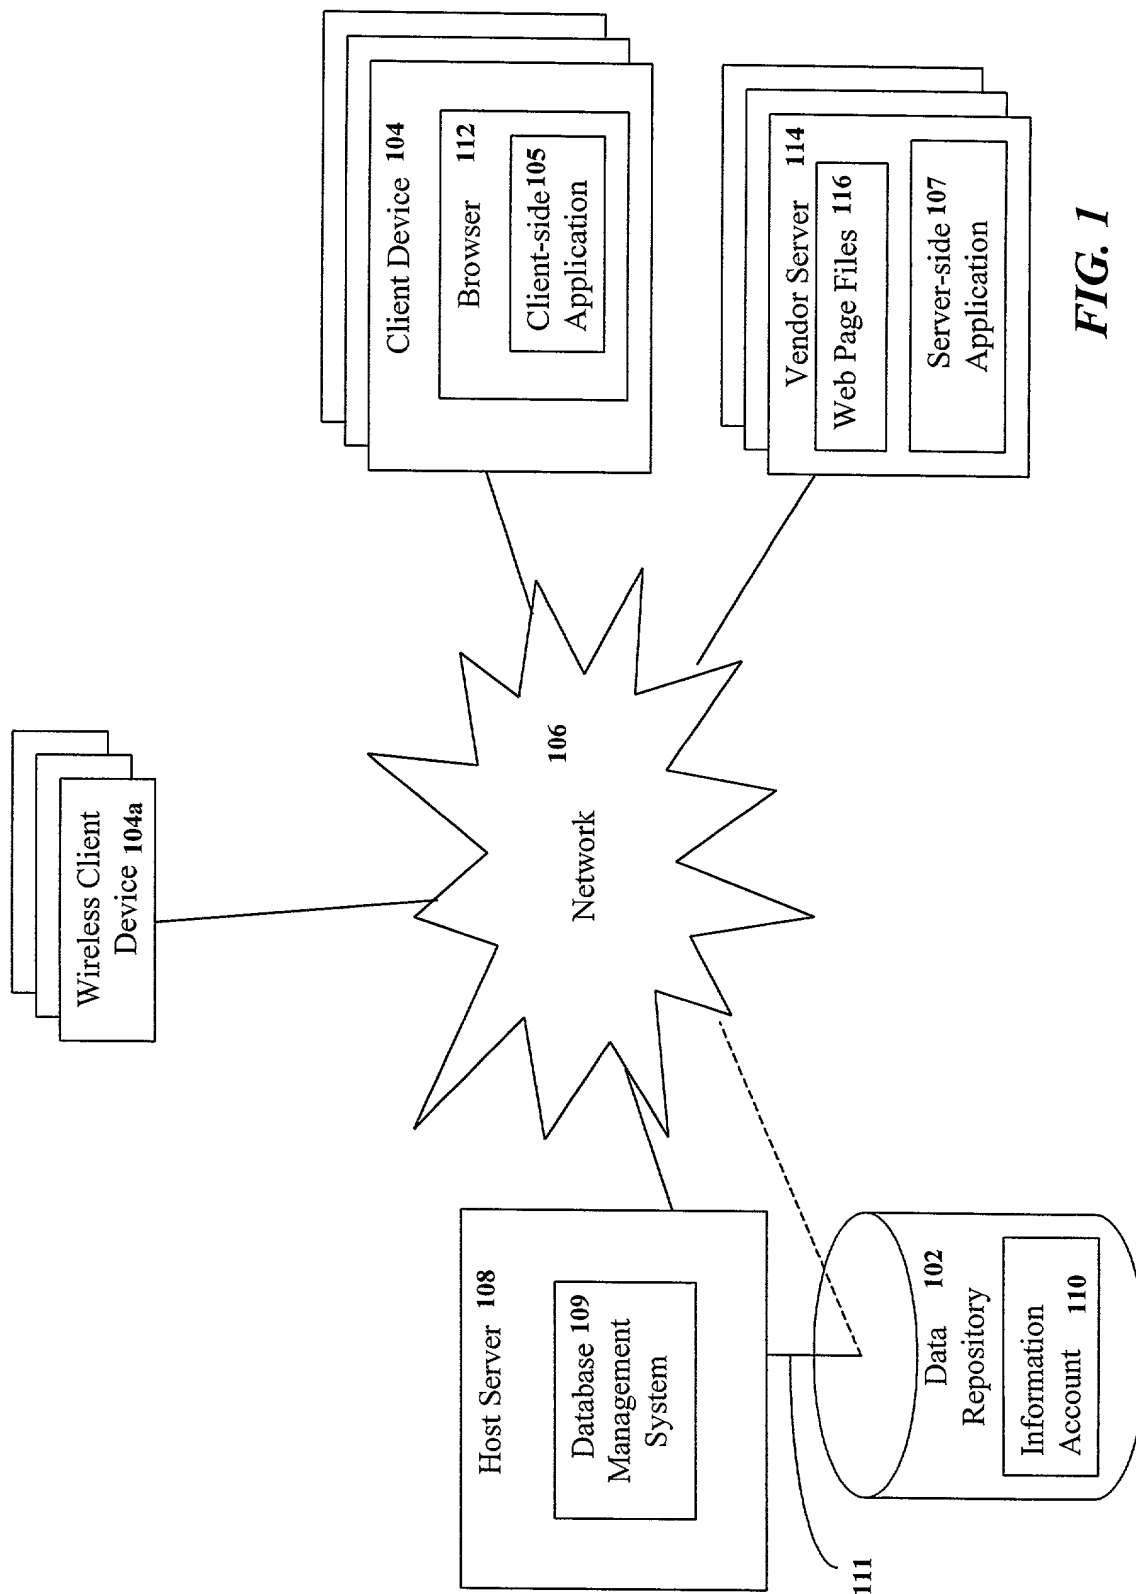 Wireless Client
Device 104a
Client Device 104
Browser 112
Client-side 105
Application
Host Server 108
Database 109
Management
System
106
Network
Vendor Server 114
Web Page Files 116
Server-side 107
Application
Data 102
Repository
Information
Account 110
111
FIG. 1